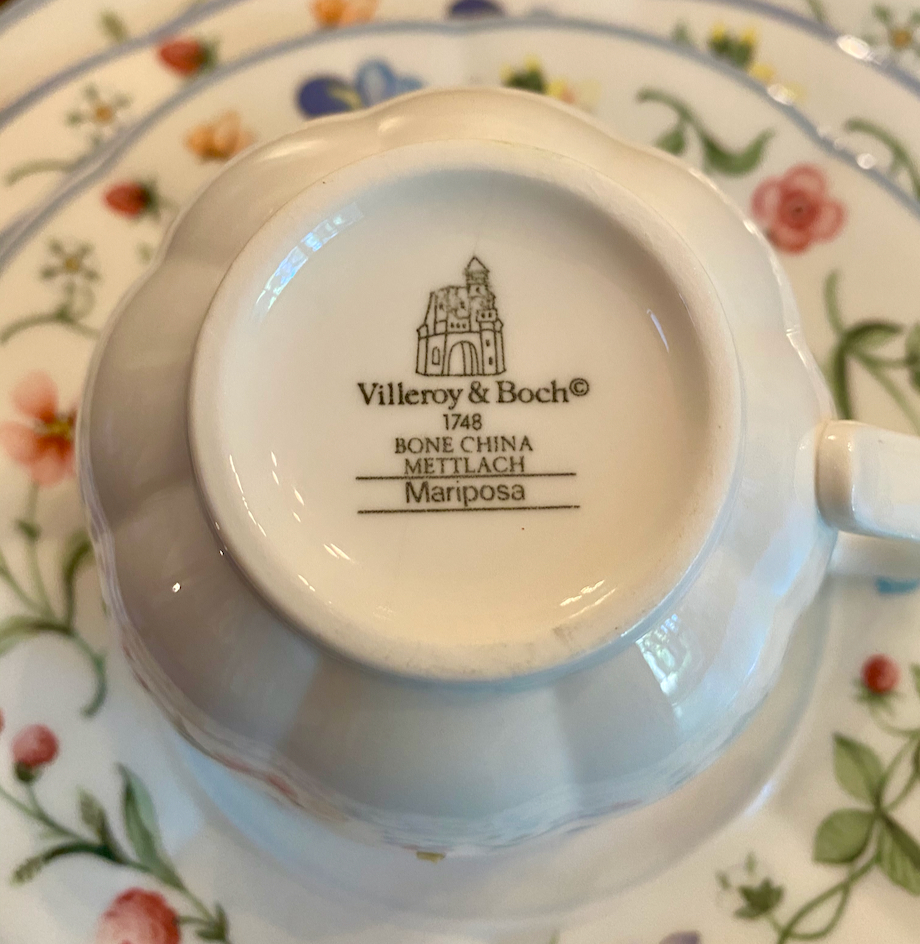 Villeroy & Boch©
1748
BONE CHINA
METTLACH
Mariposa